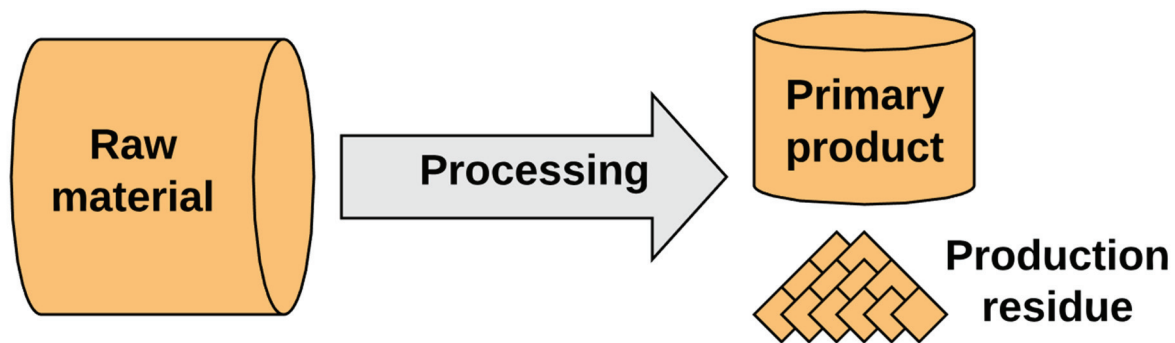 Raw
material
Processing
Primary
product
Production
residue